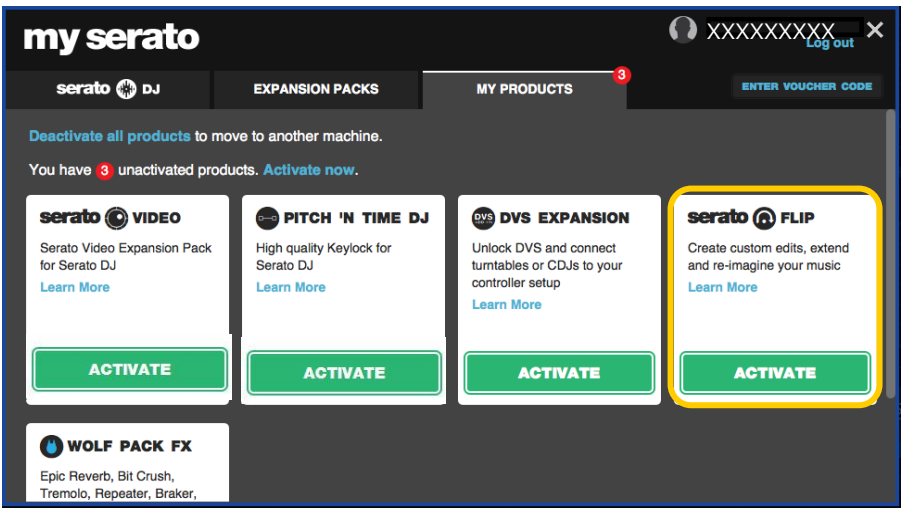 my serato
XXXXXXXXX
Log out
serato DJ
EXPANSION PACKS
MY PRODUCTS
3
ENTER VOUCHER CODE
Deactivate all products to move to another machine.
You have 3 unactivated products. Activate now.
serato VIDEO
Serato Video Expansion Pack
for Serato DJ
Learn More
ACTIVATE
PITCH 'N TIME DJ
High quality Keylock for
Serato DJ
Learn More
ACTIVATE
DVS DVS EXPANSION
Unlock DVS and connect
turntables or CDJs to your
controller setup
Learn More
ACTIVATE
serato FLIP
Create custom edits, extend
and re-imagine your music
Learn More
ACTIVATE
WOLF PACK FX
Epic Reverb, Bit Crush,
Tremolo, Repeater, Braker,